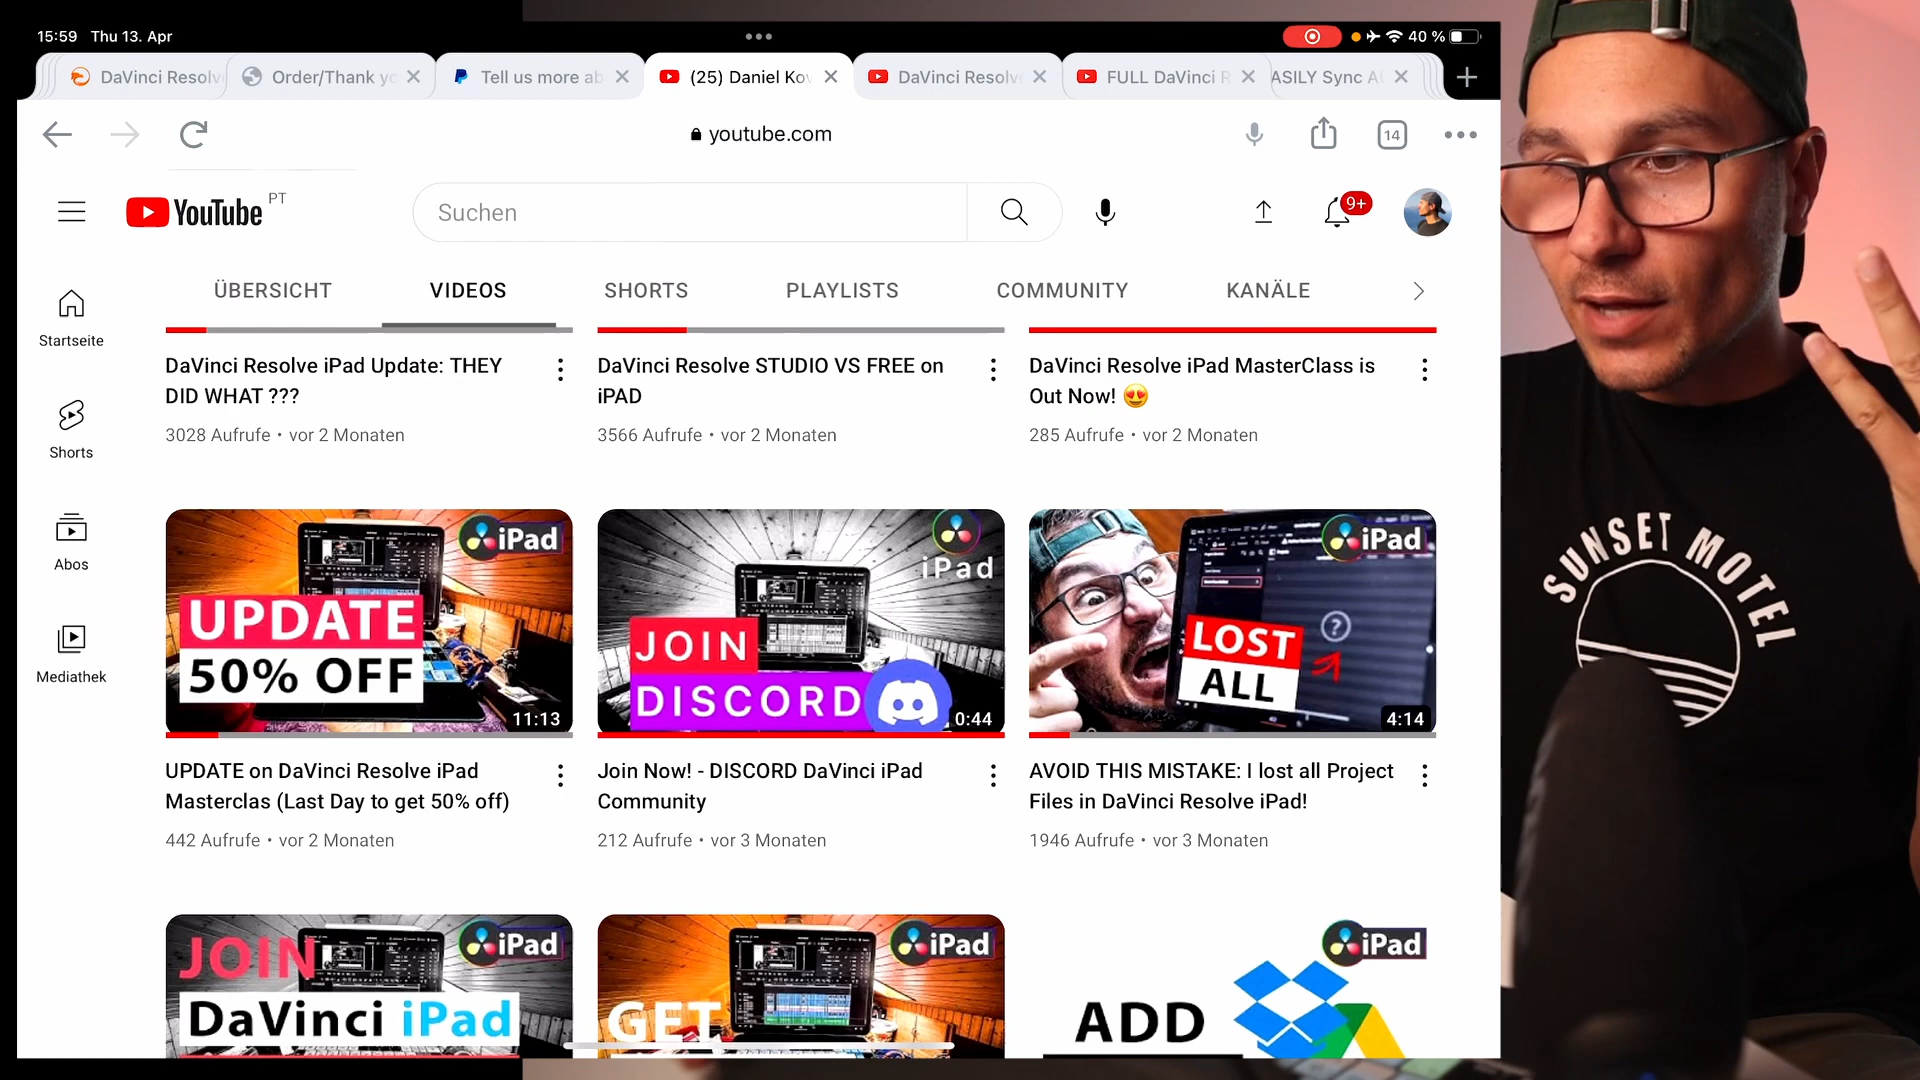 15:59 Thu 13. Apr
40 %
DaVinci Resolv
Order/Thank yo
Tell us more ab
(25) Daniel Kov
DaVinci Resolve
FULL DaVinci R
ASILY Sync A
youtube.com
14
YouTube PT
Suchen
9+
ÜBERSICHT
VIDEOS
SHORTS
PLAYLISTS
COMMUNITY
KANÄLE
Startseite
Shorts
Abos
Mediathek
DaVinci Resolve iPad Update: THEY
DID WHAT ???
3028 Aufrufe • vor 2 Monaten
DaVinci Resolve STUDIO VS FREE on
iPAD
3566 Aufrufe • vor 2 Monaten
DaVinci Resolve iPad MasterClass is
Out Now! 😍
285 Aufrufe • vor 2 Monaten
iPad
UPDATE
50% OFF
11:13
UPDATE on DaVinci Resolve iPad
Masterclas (Last Day to get 50% off)
442 Aufrufe • vor 2 Monaten
iPad
JOIN
DISCORD
0:44
Join Now! - DISCORD DaVinci iPad
Community
212 Aufrufe • vor 3 Monaten
iPad
LOST
ALL
?
4:14
AVOID THIS MISTAKE: I lost all Project
Files in DaVinci Resolve iPad!
1946 Aufrufe • vor 3 Monaten
iPad
JOIN
DaVinci iPad
iPad
GET
iPad
ADD
SUNSET MOTEL